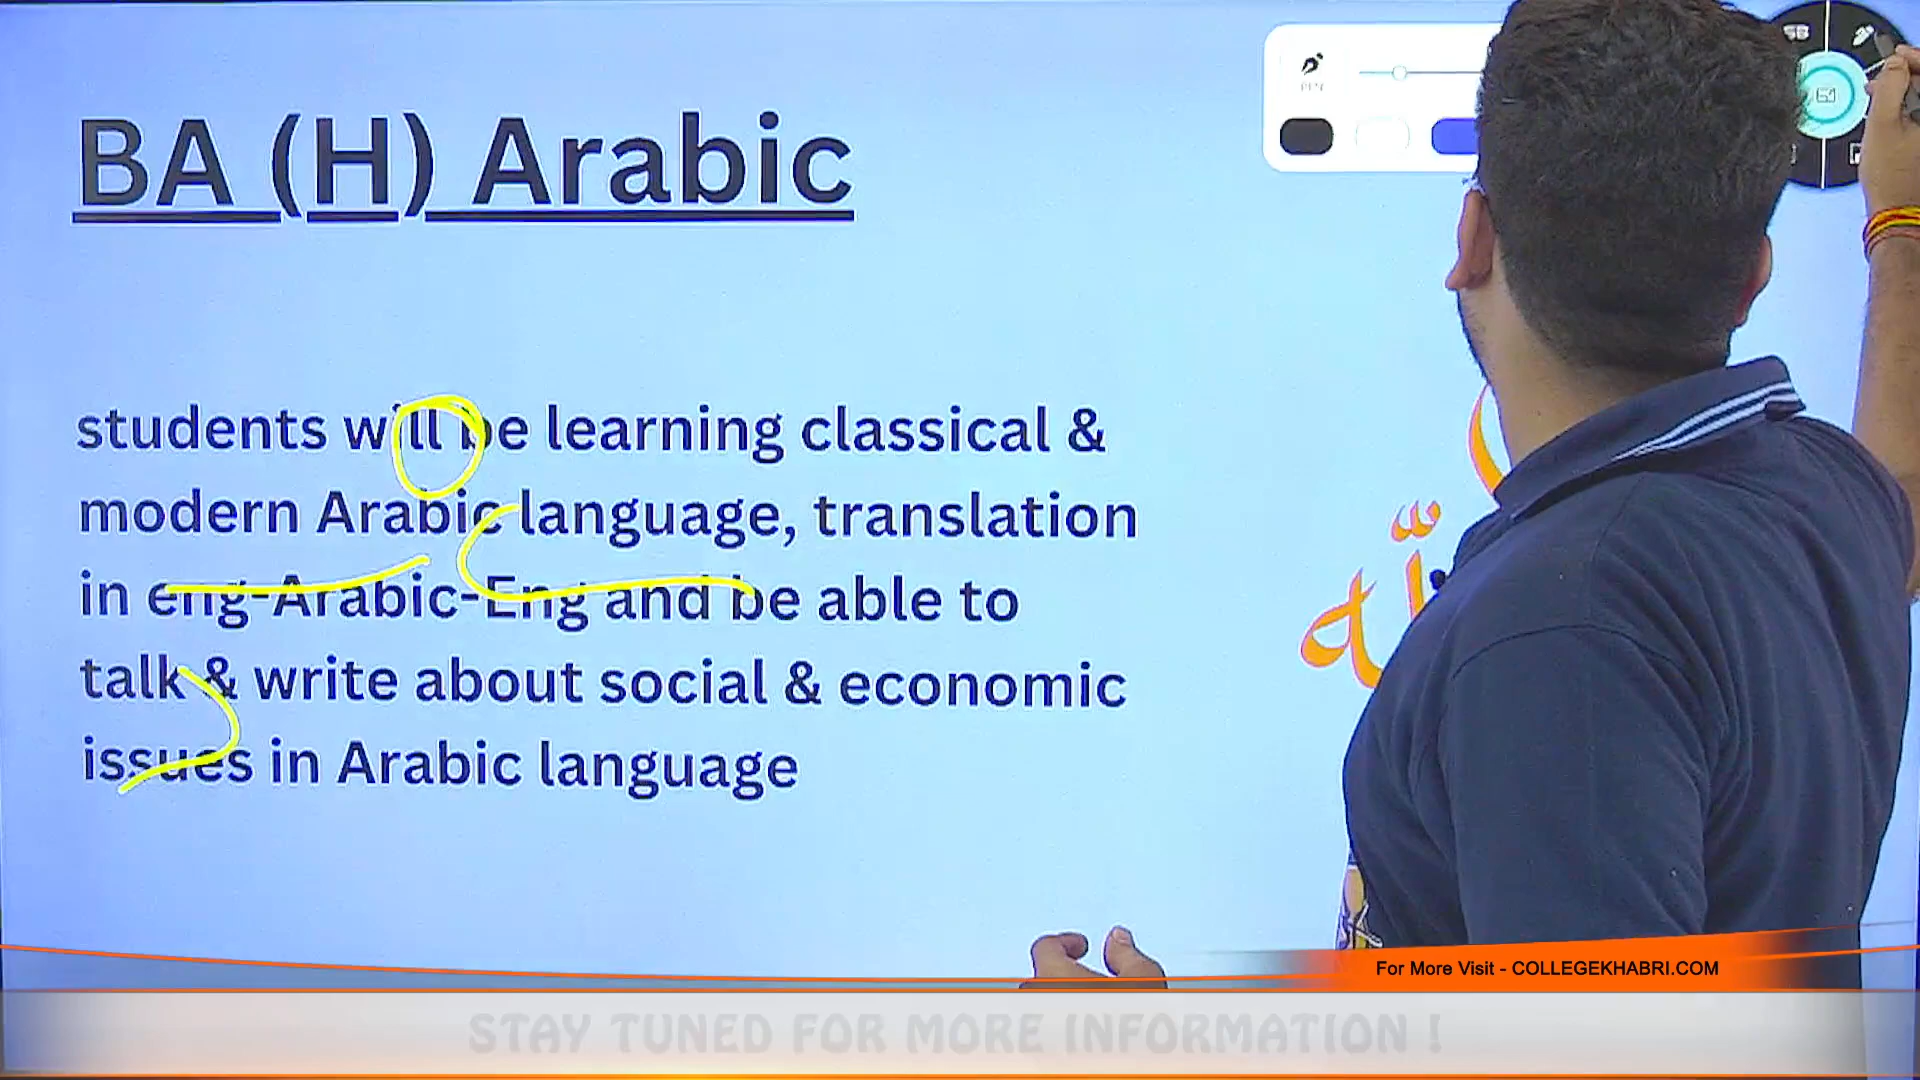 BA (H) Arabic
PEN
students will be learning classical &
modern Arabic language, translation
in eng-Arabic-Eng and be able to
talk & write about social & economic
issues in Arabic language
For More Visit - COLLEGEKHABRI.COM
STAY TUNED FOR MORE INFORMATION !